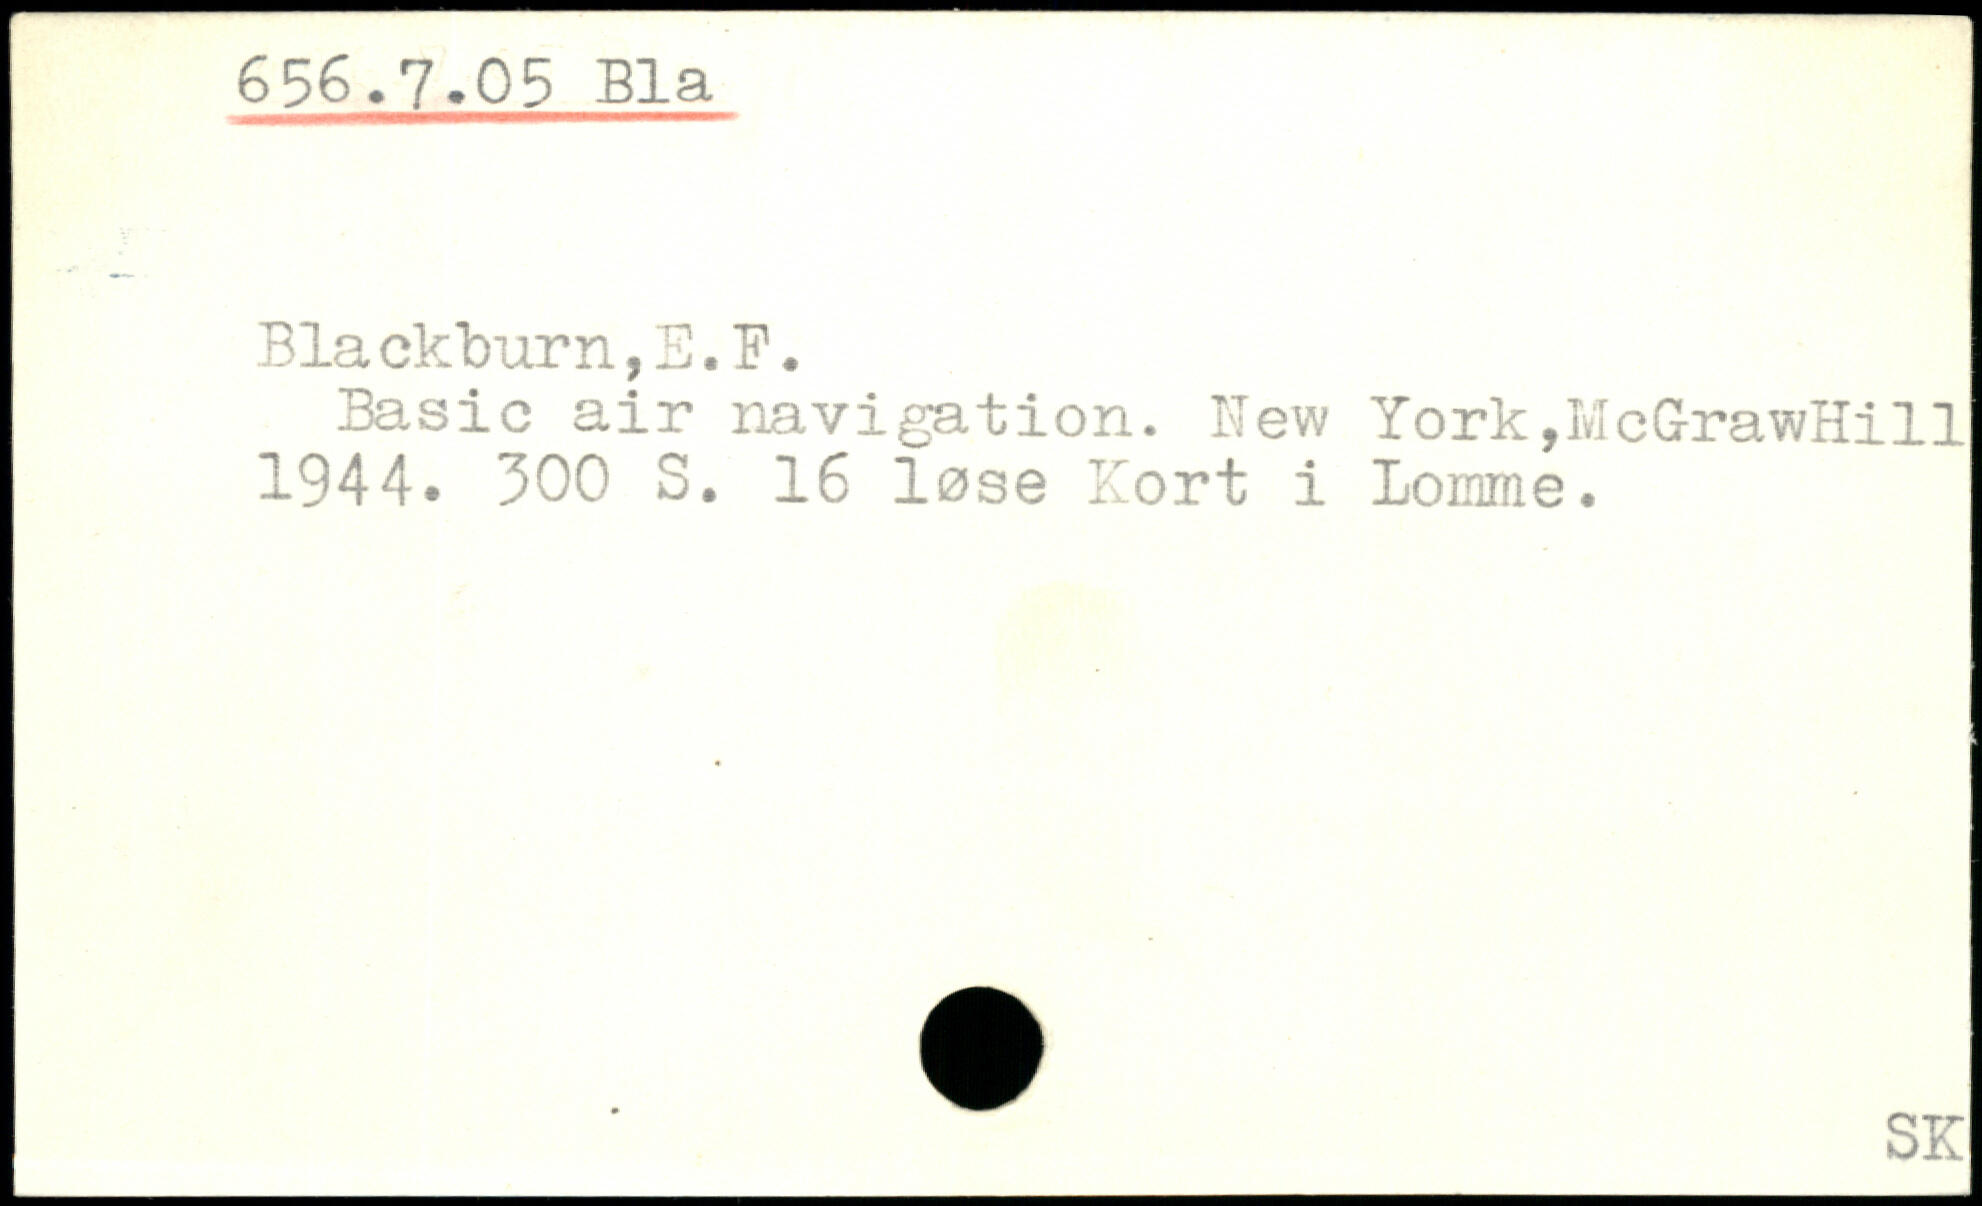 656.7.05 Bla
Blackburn,E.F.
Basic air navigation. New York,McGrawHill
1944. 300 S. 16 løse Kort i Lomme.
SK